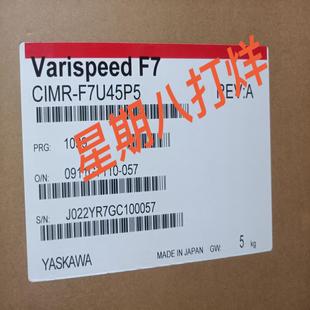 Varispeed F7
CIMR-F7U45P5
REV:A
PRG:
O/N:
S/N: J022YR7GC100057
YASKAWA
MADE IN JAPAN GW: 5 kg
星期八打烊